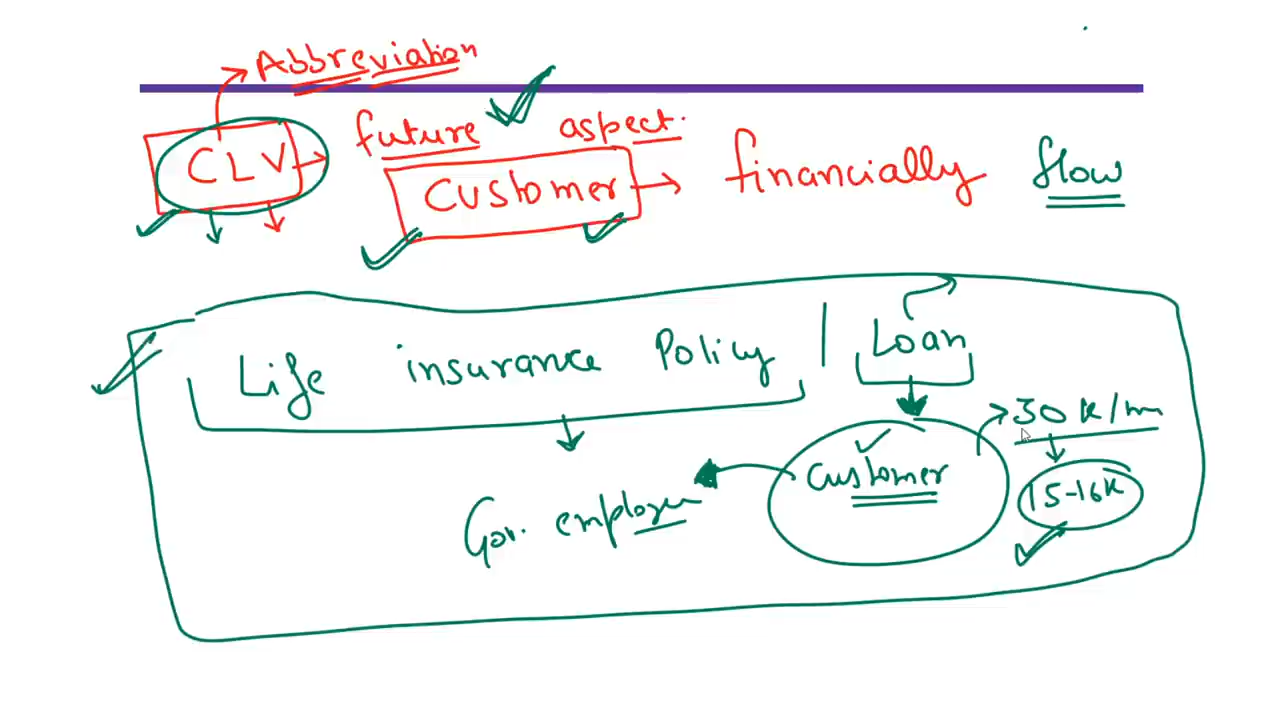 Abbreviation
CLV future aspect.
Customer financially flow
Life insurance Policy | Loan
30 k/m
Customer
15-16k
Gov. employee